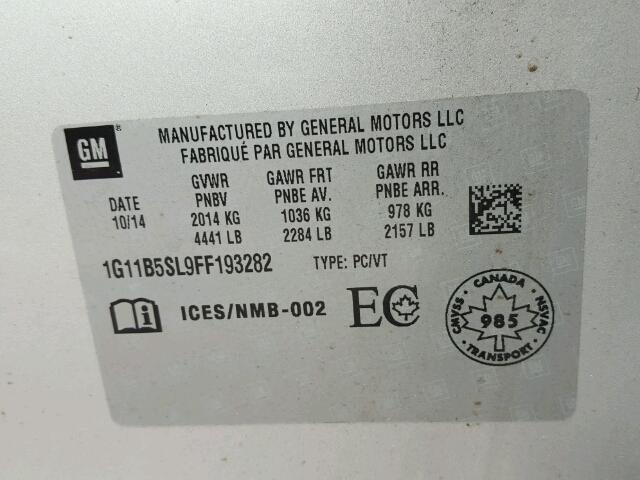 GM ®
MANUFACTURED BY GENERAL MOTORS LLC
FABRIQUÉ PAR GENERAL MOTORS LLC
GVWR GAWR FRT GAWR RR
DATE PNBV PNBE AV. PNBE ARR.
10/14 2014 KG 1036 KG 978 KG
4441 LB 2284 LB 2157 LB
1G11B5SL9FF193282 TYPE: PC/VT
i ICES/NMB-002 EC
CANADA
CMVSS 985 NSVAC
TRANSPORT